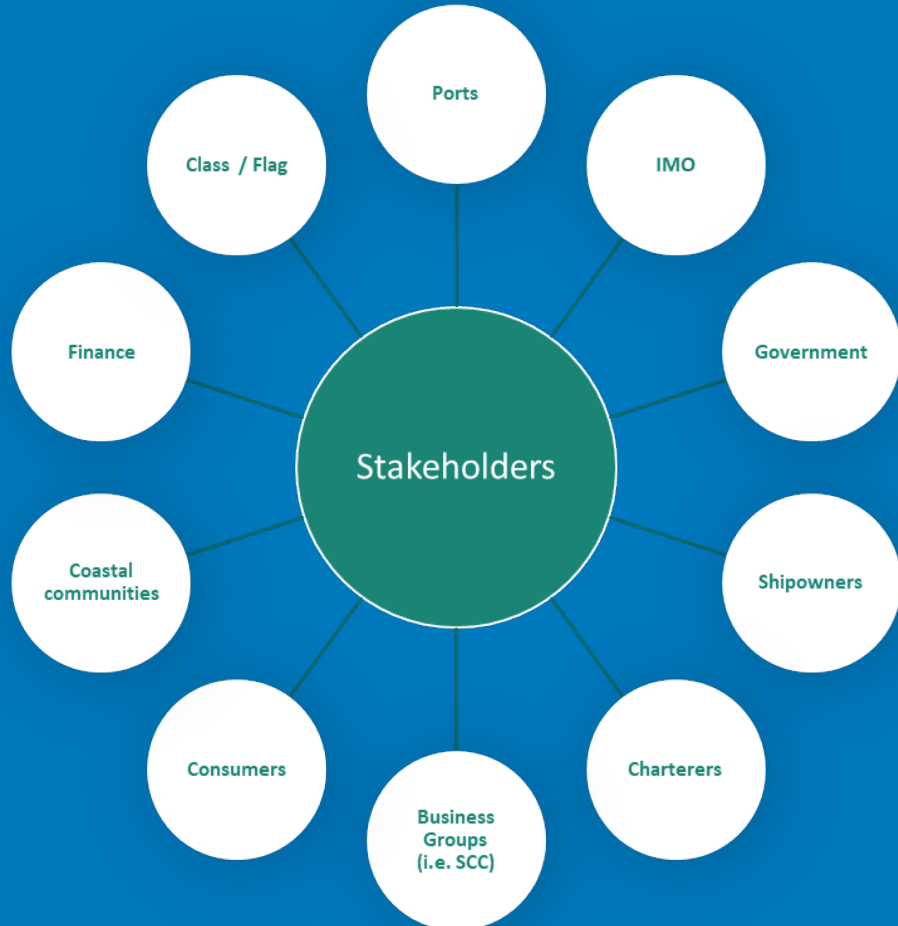 Ports
IMO
Government
Shipowners
Charterers
Business
Groups
(i.e. SCC)
Consumers
Coastal
communities
Finance
Class / Flag
Stakeholders